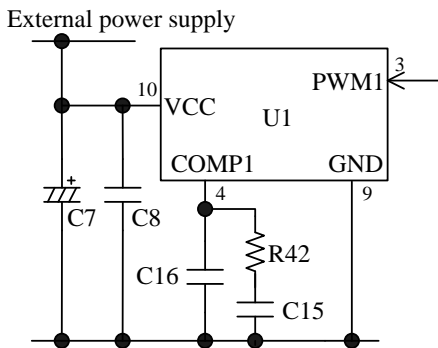 External power supply
3
10
PWM1
VCC
U1
COMP1
GND
4
9
+
C7
C8
R42
C16
C15